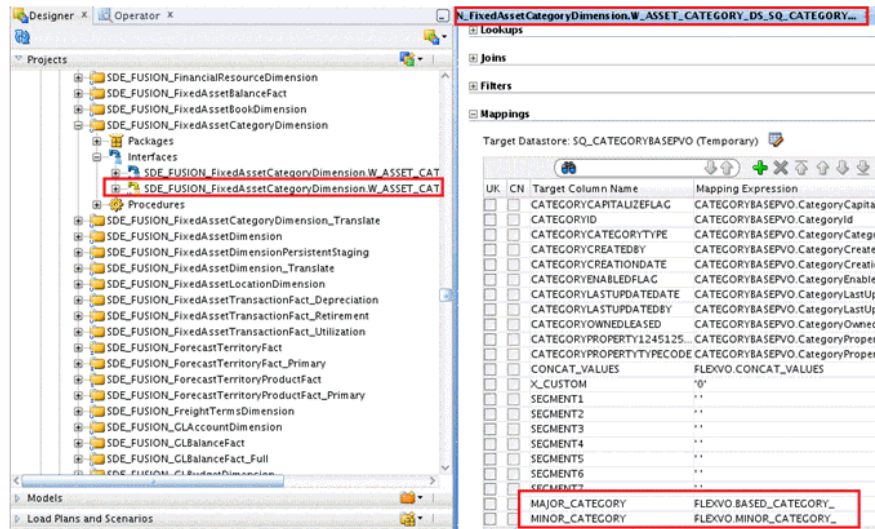 Designer
Operator
Projects
SDE_FUSION_FinancialResourceDimension
SDE_FUSION_FixedAssetBalanceFact
SDE_FUSION_FixedAssetBookDimension
SDE_FUSION_FixedAssetCategoryDimension
Packages
Interfaces
SDE_FUSION_FixedAssetCategoryDimension.W_ASSET_CAT
SDE_FUSION_FixedAssetCategoryDimension.W_ASSET_CAT
Procedures
SDE_FUSION_FixedAssetCategoryDimension_Translate
SDE_FUSION_FixedAssetDimension
SDE_FUSION_FixedAssetDimensionPersistentStaging
SDE_FUSION_FixedAssetDimension_Translate
SDE_FUSION_FixedAssetLocationDimension
SDE_FUSION_FixedAssetTransactionFact_Depreciation
SDE_FUSION_FixedAssetTransactionFact_Retirement
SDE_FUSION_FixedAssetTransactionFact_Utilization
SDE_FUSION_ForecastTerritoryFact
SDE_FUSION_ForecastTerritoryFact_Primary
SDE_FUSION_ForecastTerritoryProductFact
SDE_FUSION_ForecastTerritoryProductFact_Primary
SDE_FUSION_FreightTermsDimension
SDE_FUSION_GLAccountDimension
SDE_FUSION_GLBalanceFact
SDE_FUSION_GLBalanceFact_Full
SDE_FUSION_GLBudgetDimension
Models
Load Plans and Scenarios
N_FixedAssetCategoryDimension.W_ASSET_CATEGORY_DS_SQ_CATEGORY...
Lookups
Joins
Filters
Mappings
Target Datastore: SQ_CATEGORYBASEPVO (Temporary)
UK CN Target Column Name Mapping Expression
CATEGORYCAPITALIZEFLAG CATEGORYBASEPVO.CategoryCapita
CATEGORYID CATEGORYBASEPVO.CategoryId
CATEGORYCATEGORYTYPE CATEGORYBASEPVO.CategoryCatego
CATEGORYCREATEDBY CATEGORYBASEPVO.CategoryCreate
CATEGORYCREATIONDATE CATEGORYBASEPVO.CategoryCreati
CATEGORYENABLEDFLAG CATEGORYBASEPVO.CategoryEnable
CATEGORYLASTUPDATEDATE CATEGORYBASEPVO.CategoryLastUp
CATEGORYLASTUPDATEDBY CATEGORYBASEPVO.CategoryLastUp
CATEGORYOWNEDLEASED CATEGORYBASEPVO.CategoryOwned
CATEGORYPROPERTY1245125... CATEGORYBASEPVO.CategoryProper
CATEGORYPROPERTYTYPECODE CATEGORYBASEPVO.CategoryProper
CONCAT_VALUES FLEXVO.CONCAT_VALUES
X_CUSTOM '0'
SEGMENT1 ' '
SEGMENT2 ' '
SEGMENT3 ' '
SEGMENT4 ' '
SEGMENT5 ' '
SEGMENT6 ' '
SEGMENT7 ' '
MAJOR_CATEGORY FLEXVO.BASED_CATEGORY_
MINOR_CATEGORY FLEXVO.MINOR_CATEGORY_